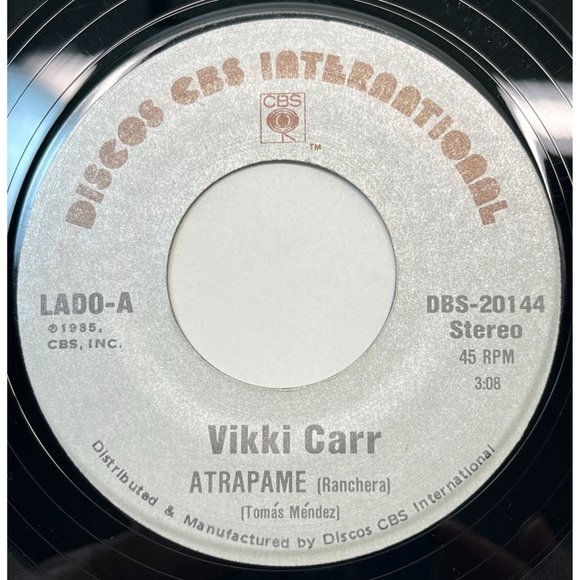 DISCOS CBS INTERNATIONAL
CBS
TM
LADO-A
℗1985,
CBS, INC.
DBS-20144
Stereo
45 RPM
3:08
Vikki Carr
ATRAPAME (Ranchera)
(Tomás Méndez)
Distributed & Manufactured by Discos CBS International